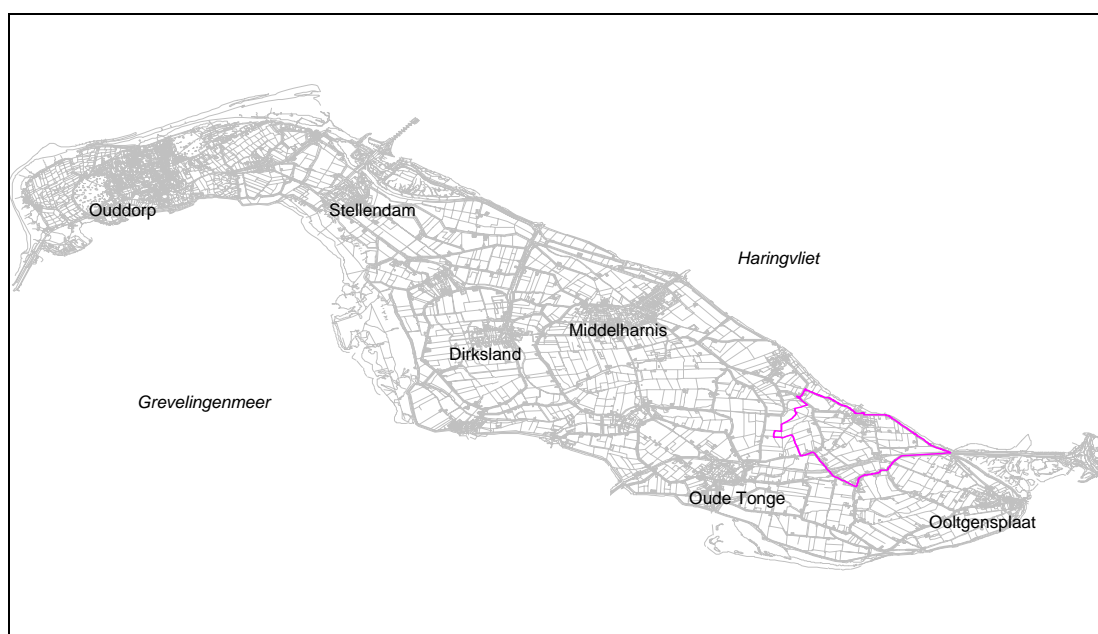 Ouddorp
Stellendam
Haringvliet
Middelharnis
Dirksland
Grevelingenmeer
Oude Tonge
Ooltgensplaat